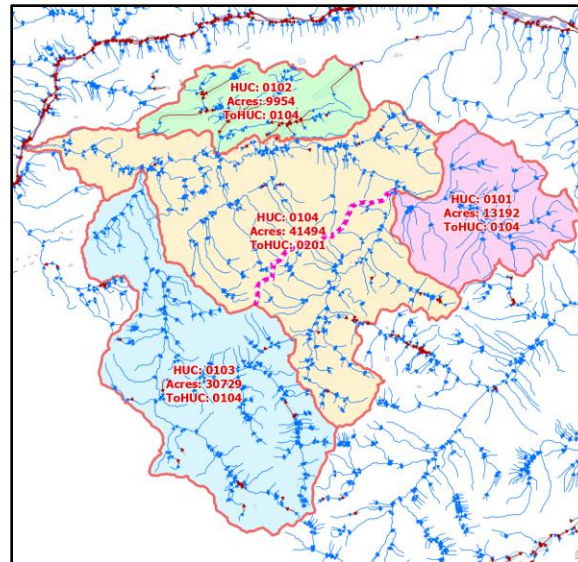 HUC: 0102
Acres: 9954
ToHUC: 0104
HUC: 0101
Acres: 13192
ToHUC: 0104
HUC: 0104
Acres: 41494
ToHUC: 0201
HUC: 0103
Acres: 30729
ToHUC: 0104